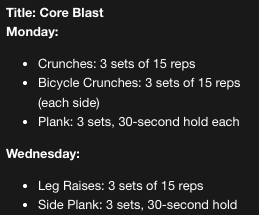 Title: Core Blast
Monday:
• Crunches: 3 sets of 15 reps
• Bicycle Crunches: 3 sets of 15 reps
(each side)
• Plank: 3 sets, 30-second hold each
Wednesday:
• Leg Raises: 3 sets of 15 reps
• Side Plank: 3 sets, 30-second hold